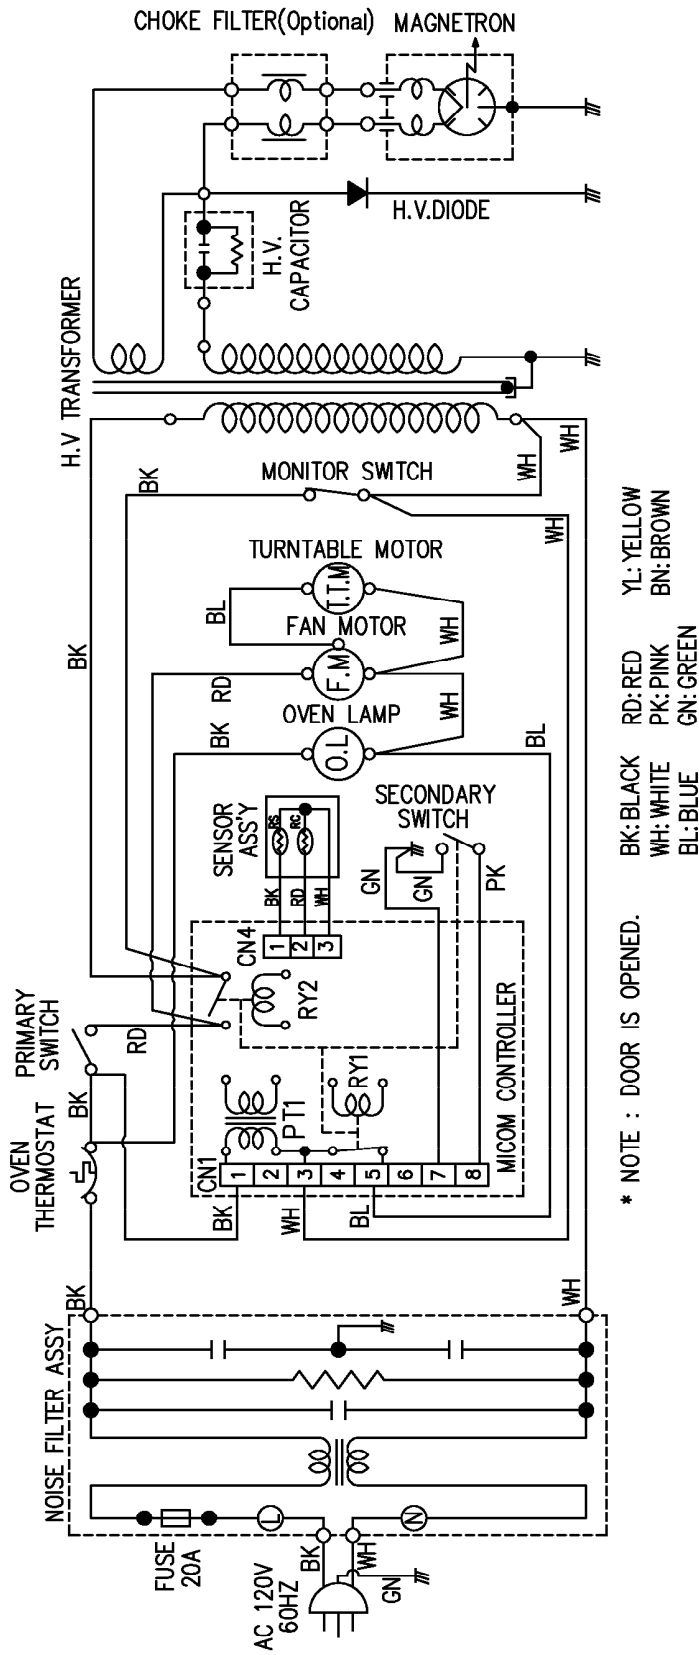 CHOKE FILTER(Optional)
MAGNETRON
H.V.DIODE
H.V.
CAPACITOR
H.V TRANSFORMER
BK
WH
WH
MONITOR SWITCH
WH
TURNTABLE MOTOR
T.T.M
BL
FAN MOTOR
WH
BK
RD
F.M
OVEN LAMP
BK
WH
O.L
BL
SENSOR
ASS'Y
RS
RC
SECONDARY
SWITCH
BK
RD
WH
GN
GN
PK
CN4
1
2
3
RY2
PRIMARY
SWITCH
RD
BK
RY1
PT1
MICOM CONTROLLER
OVEN
THERMOSTAT
CN1
1
2
3
4
5
6
7
8
BK
WH
BL
BK
WH
NOISE FILTER ASSY
FUSE
20A
L
N
BK
WH
AC 120V
60HZ
GN
* NOTE : DOOR IS OPENED.
BK:BLACK RD:RED YL:YELLOW
WH:WHITE PK:PINK BN:BROWN
BL:BLUE GN:GREEN